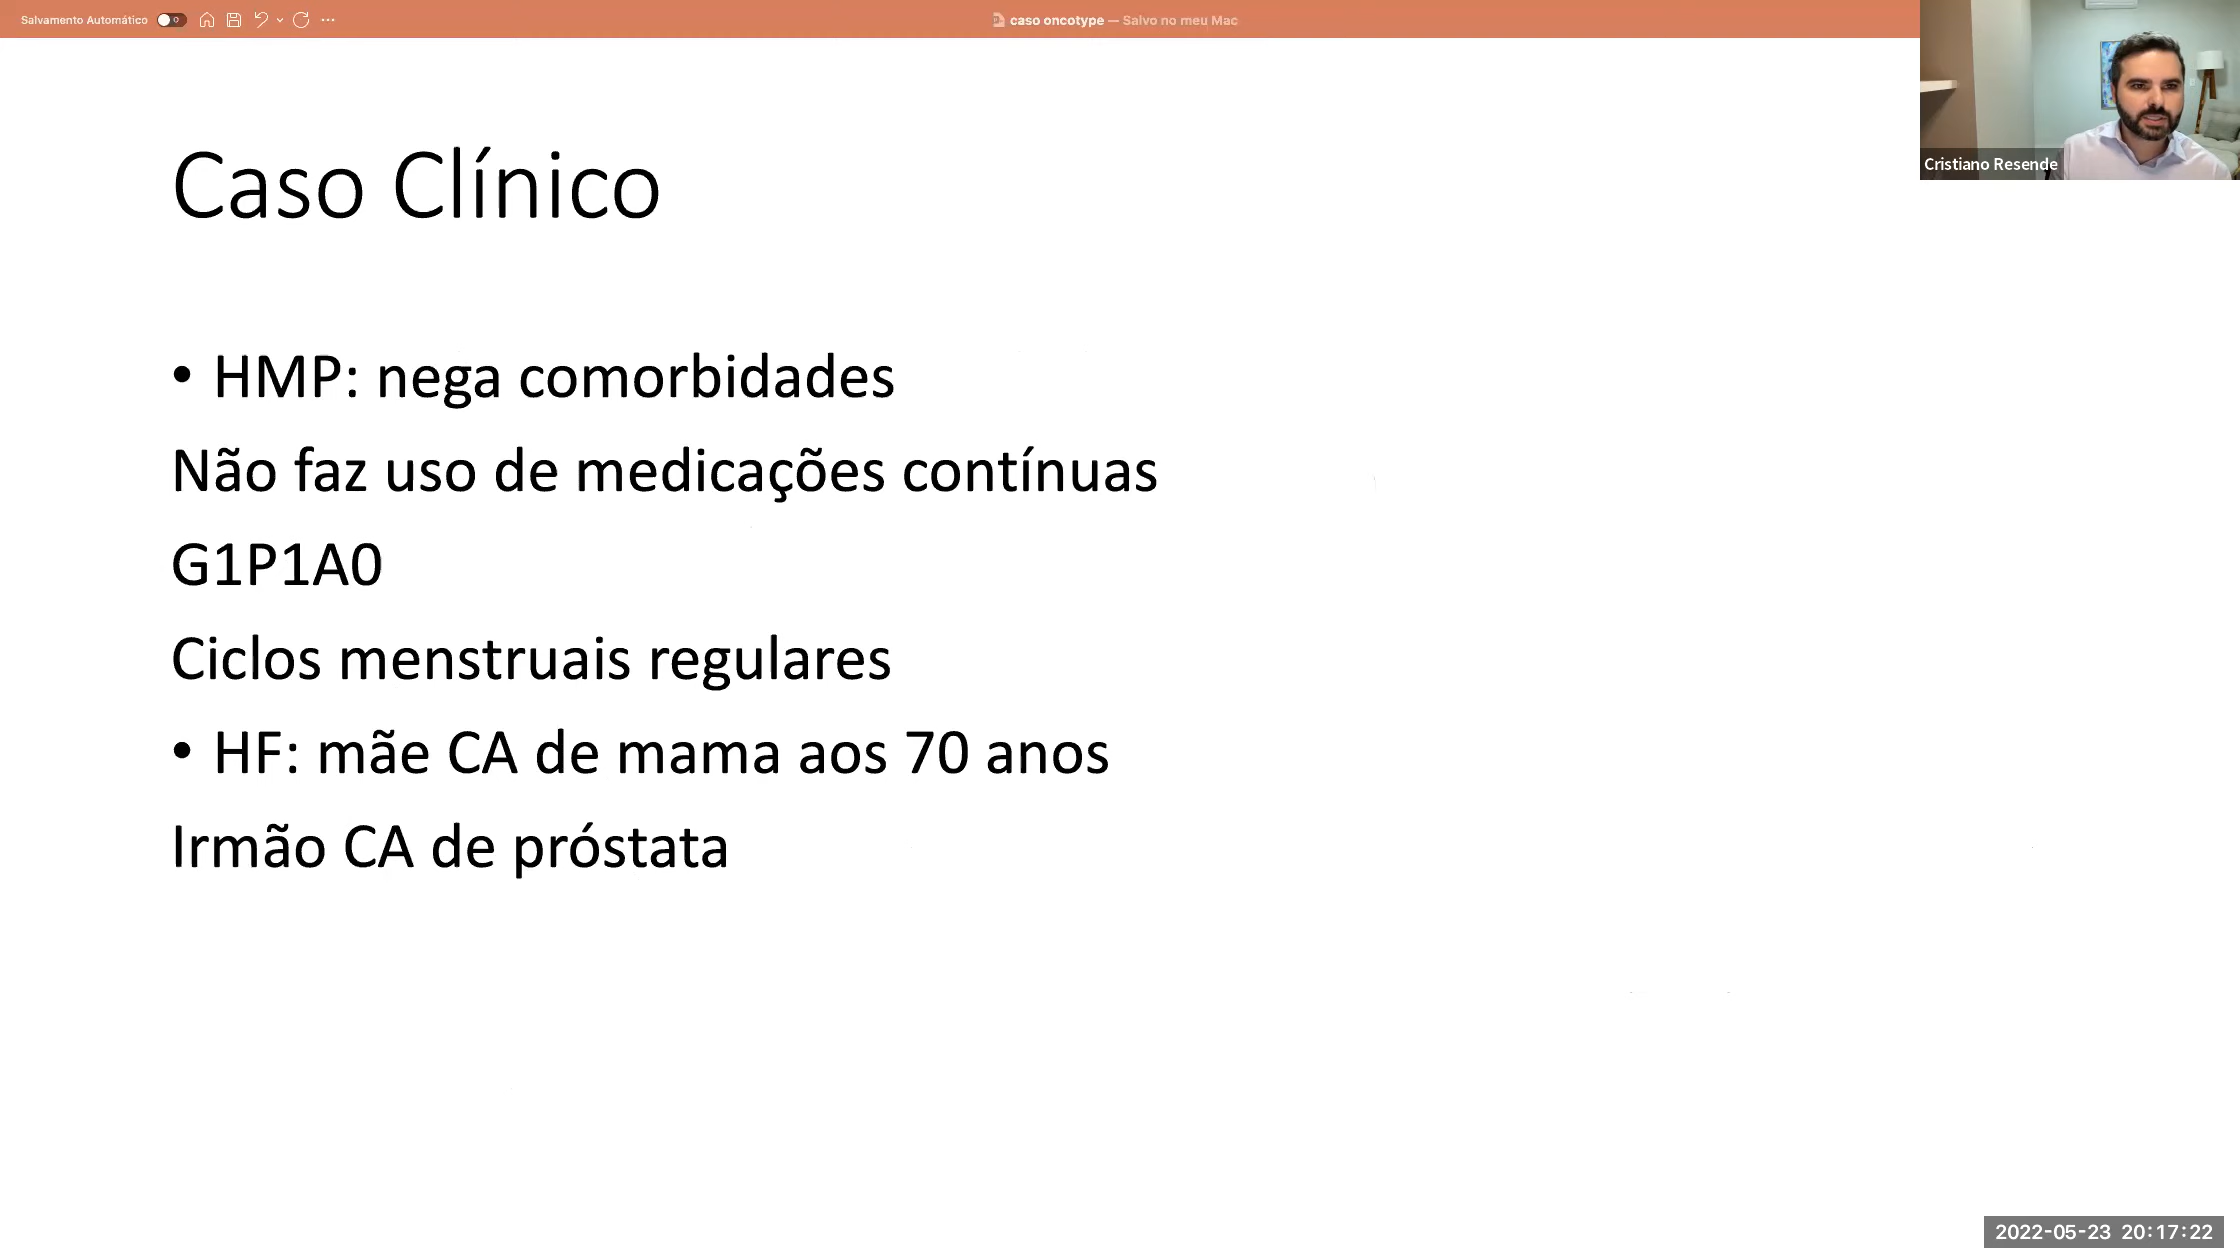 Salvamento Automático
caso oncotype — Salvo no meu Mac
Cristiano Resende
Caso Clínico
• HMP: nega comorbidades
Não faz uso de medicações contínuas
G1P1A0
Ciclos menstruais regulares
• HF: mãe CA de mama aos 70 anos
Irmão CA de próstata
2022-05-23 20:17:22